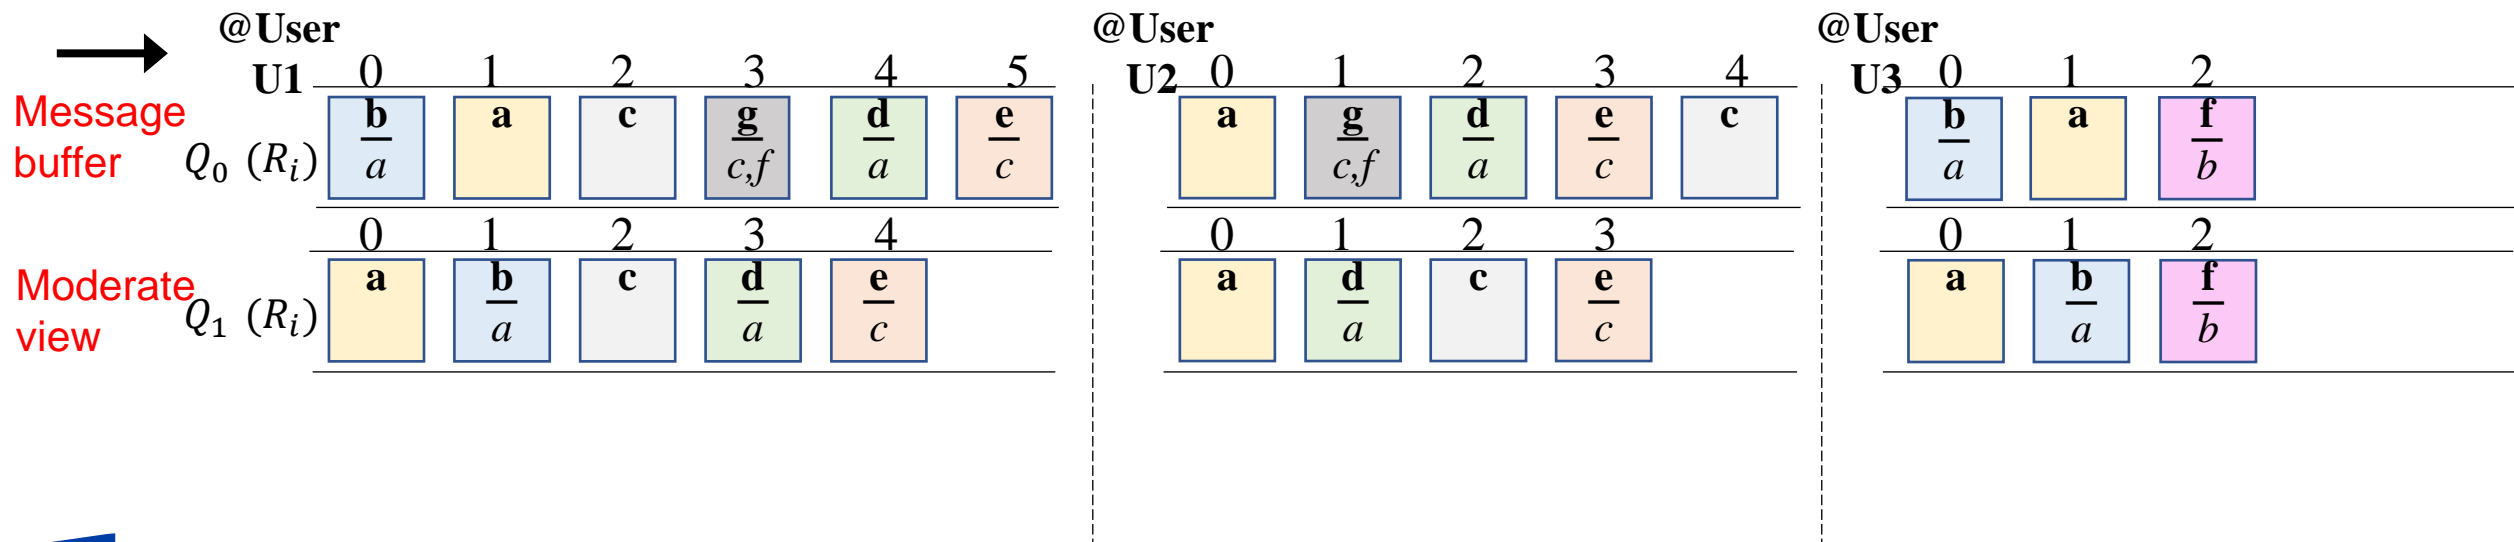 @User @User @User
U1 0 1 2 3 4 5 U2 0 1 2 3 4 U3 0 1 2
Message b a c g d e a g d e c b a f
buffer Q₀ (Rᵢ) a c,f a c c,f a c a b
0 1 2 3 4 0 1 2 3 0 1 2
Moderate a b c d e a d c e a b f
view Q₁ (Rᵢ) a a c a c a b